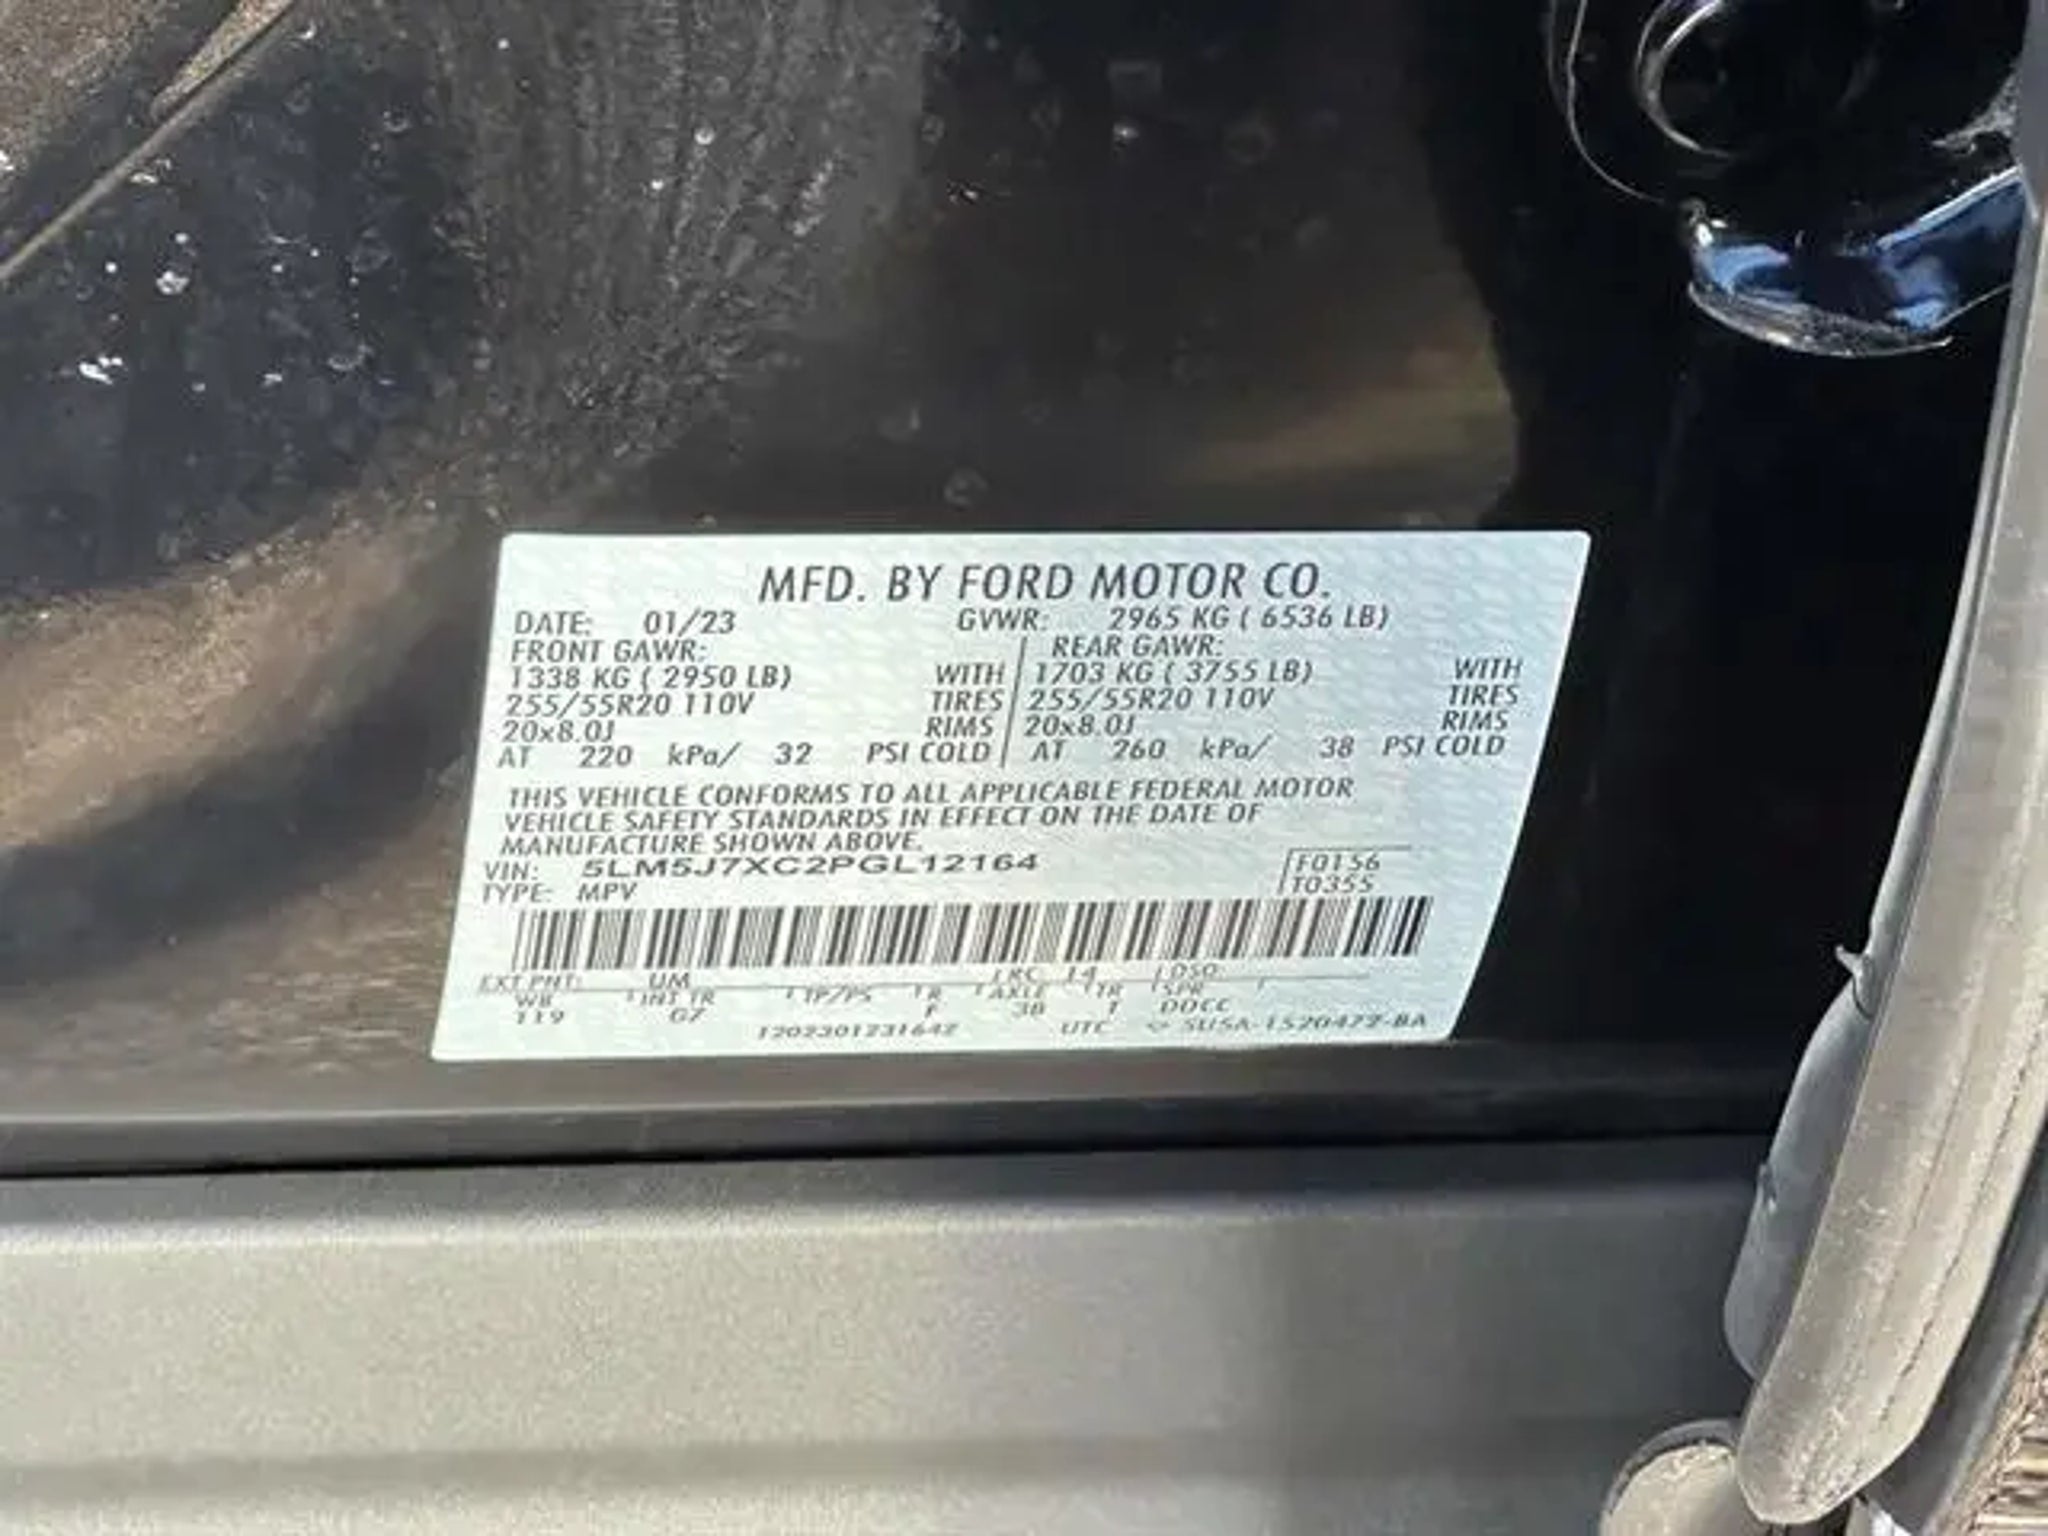 MFD. BY FORD MOTOR CO.
DATE: 01/23 GVWR: 2965 KG ( 6536 LB)
FRONT GAWR: REAR GAWR:
1338 KG ( 2950 LB) WITH 1703 KG ( 3755 LB) WITH
255/55R20 110V TIRES 255/55R20 110V TIRES
20x8.0J RIMS 20x8.0J RIMS
AT 220 kPa/ 32 PSI COLD AT 260 kPa/ 38 PSI COLD
THIS VEHICLE CONFORMS TO ALL APPLICABLE FEDERAL MOTOR
VEHICLE SAFETY STANDARDS IN EFFECT ON THE DATE OF
MANUFACTURE SHOWN ABOVE.
VIN: 5LM5J7XC2PGL12164 F0156
TYPE: MPV T0355
EXT PNT: UM RC: 14 DSO:
WB INT TR TP/PS R AXLE TR SPR
119 G7 F 3B T DOCC
1202301231642 UTC SU5A-1520472-BA